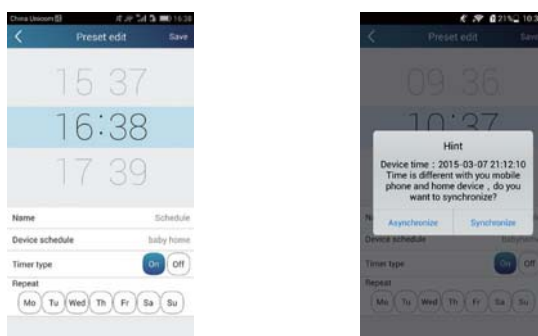 China Unicom
16:38
Preset edit
Save
15 37
16:38
17 39
Name
Schedule
Device schedule
baby home
Timer type
On
Off
Repeat
Mo
Tu
Wed
Th
Fr
Sa
Su
21%
10:3
Preset edit
Save
09 36
10:37
Hint
Device time : 2015-03-07 21:12:10
Time is different with you mobile
phone and home device , do you
want to synchronize?
Asynchronize
Synchronize
Device schedule
babyhome
Timer type
On
Off
Repeat
Mo
Tu
Wed
Th
Fr
Sa
Su